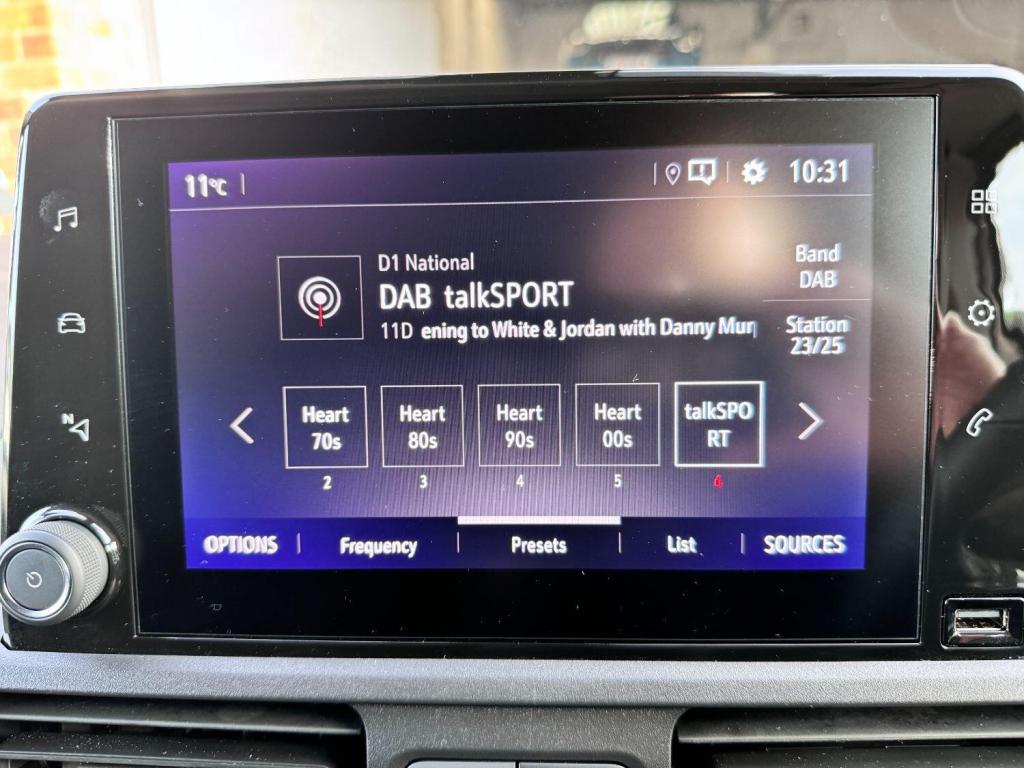 11°C
10:31
D1 National
DAB talkSPORT
11D ening to White & Jordan with Danny Mur
Band
DAB
Station
23/25
Heart
70s
Heart
80s
Heart
90s
Heart
00s
talkSPO
RT
2 3 4 5 6
OPTIONS Frequency Presets List SOURCES
N